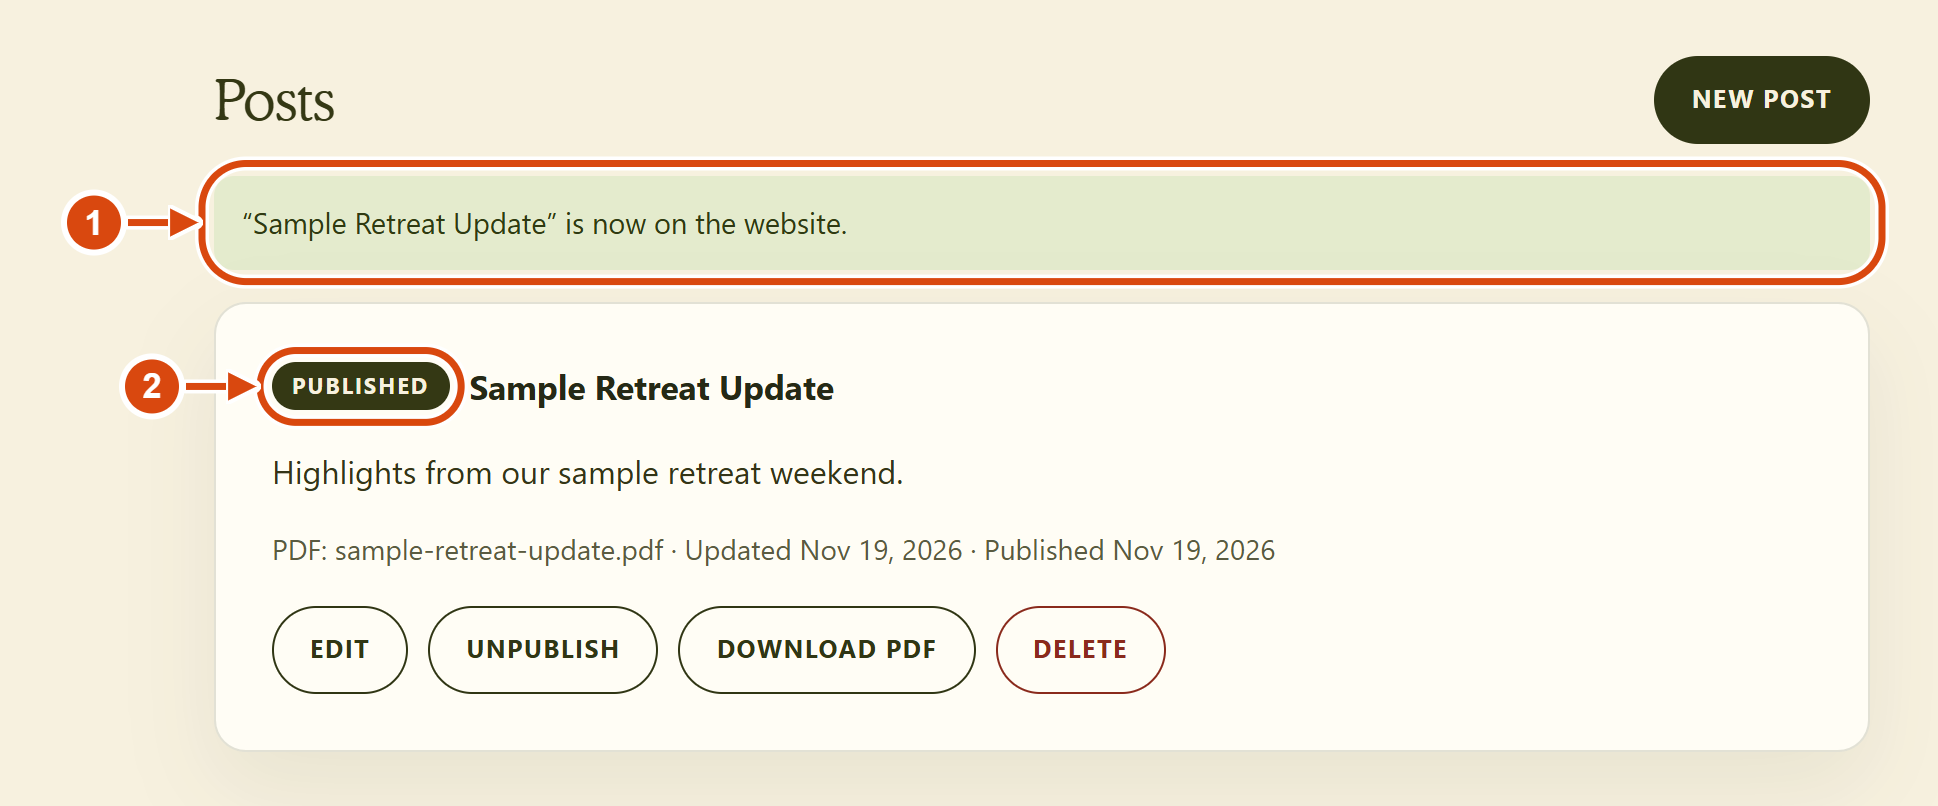 Posts
NEW POST
1
“Sample Retreat Update” is now on the website.
2
PUBLISHED Sample Retreat Update
Highlights from our sample retreat weekend.
PDF: sample-retreat-update.pdf · Updated Nov 19, 2026 · Published Nov 19, 2026
EDIT UNPUBLISH DOWNLOAD PDF DELETE